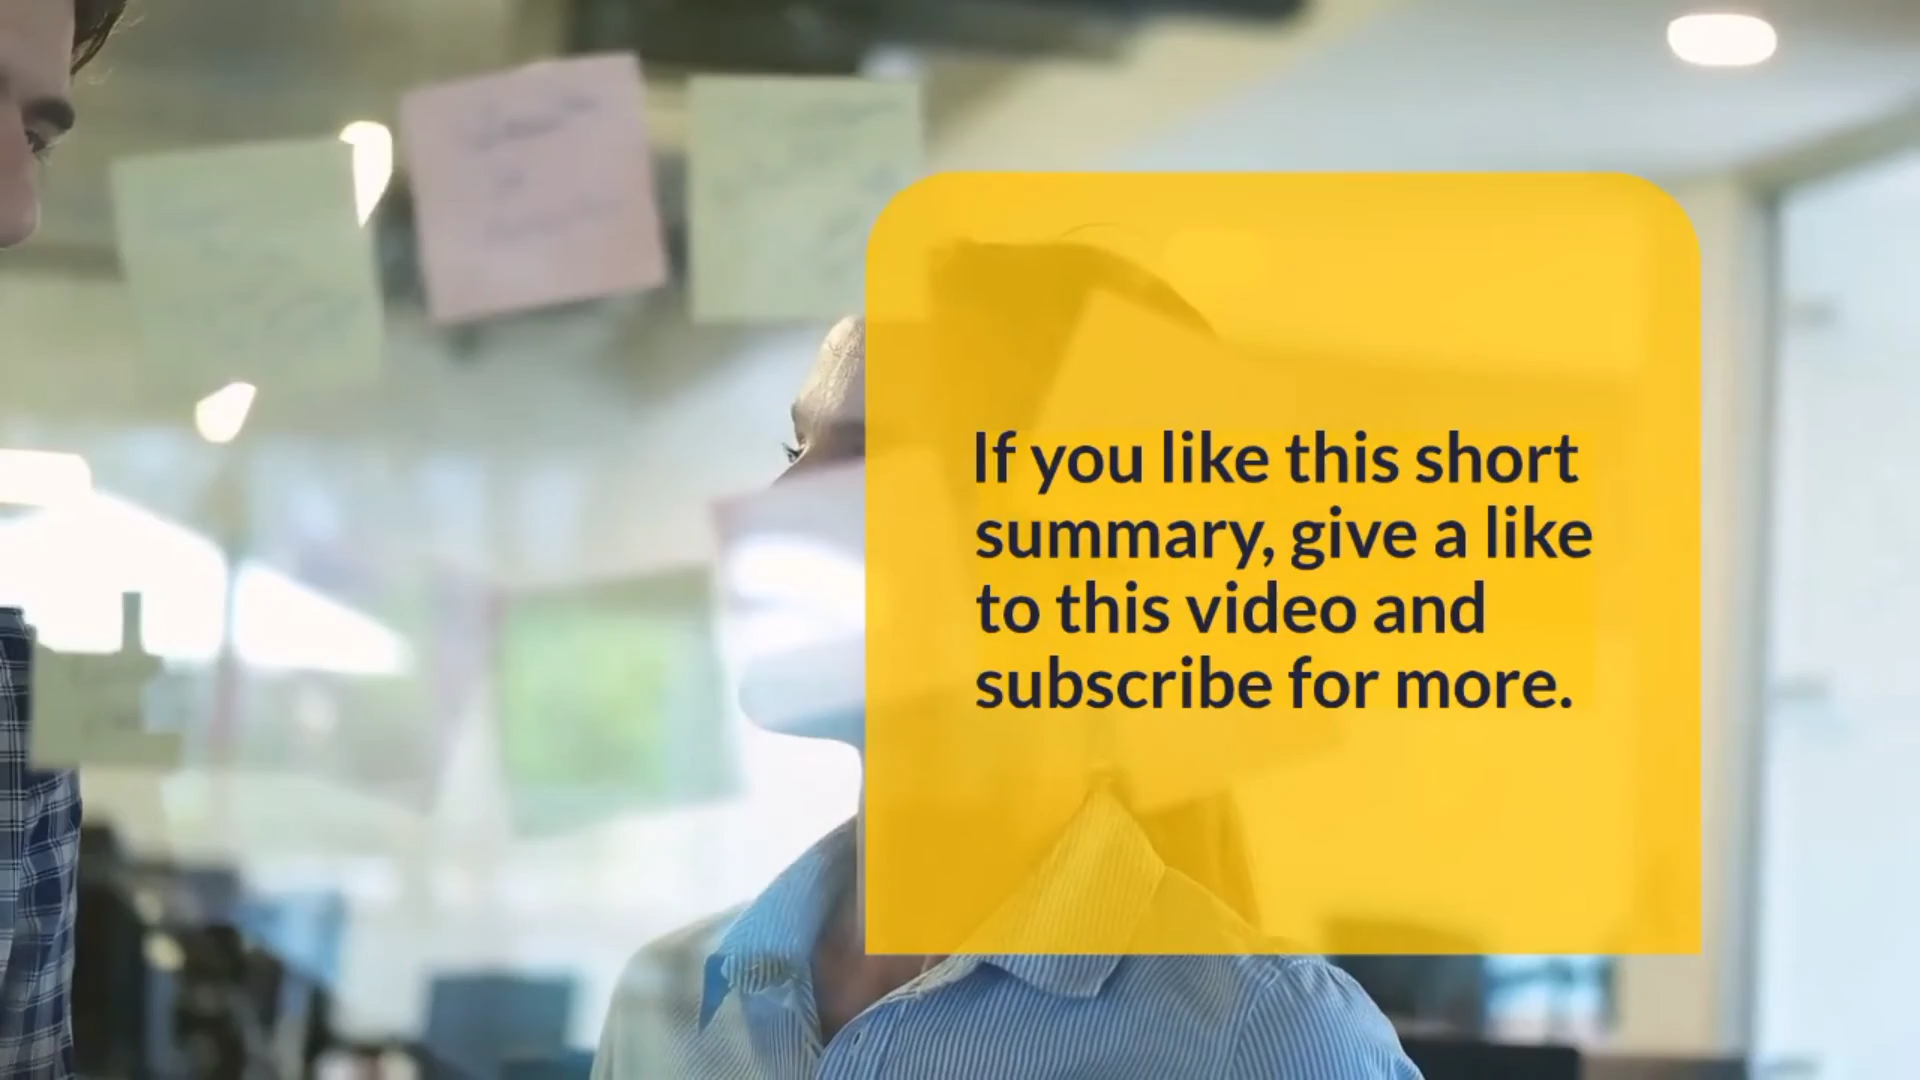 If you like this short
summary, give a like
to this video and
subscribe for more.